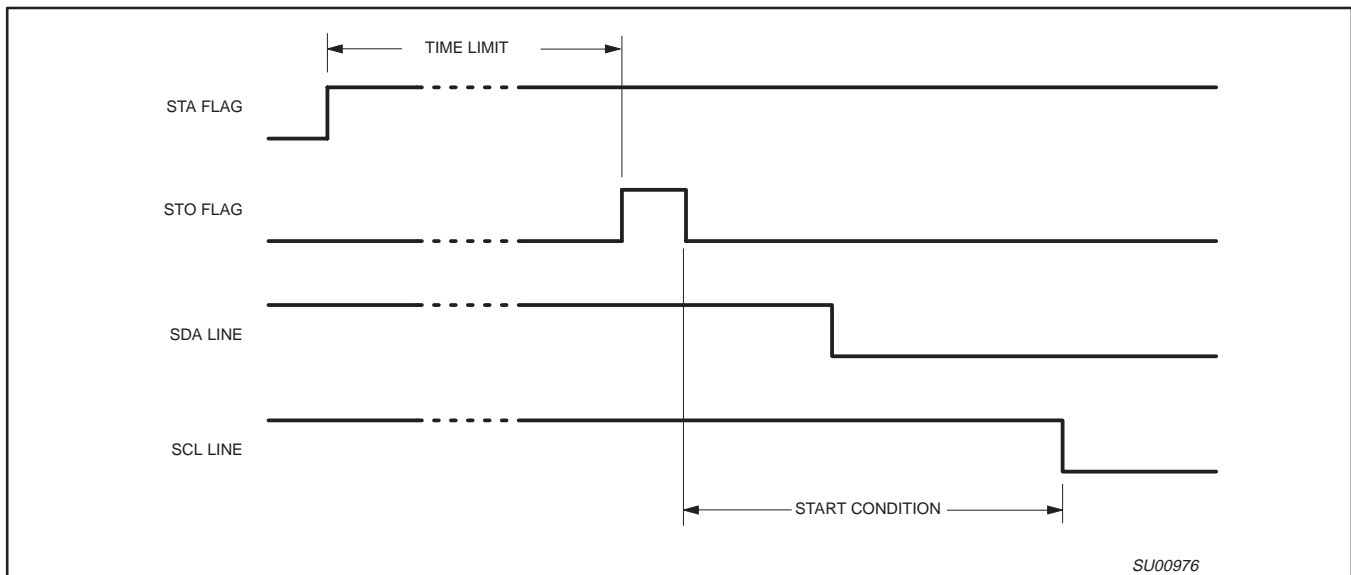 TIME LIMIT
STA FLAG
STO FLAG
SDA LINE
SCL LINE
START CONDITION
SU00976